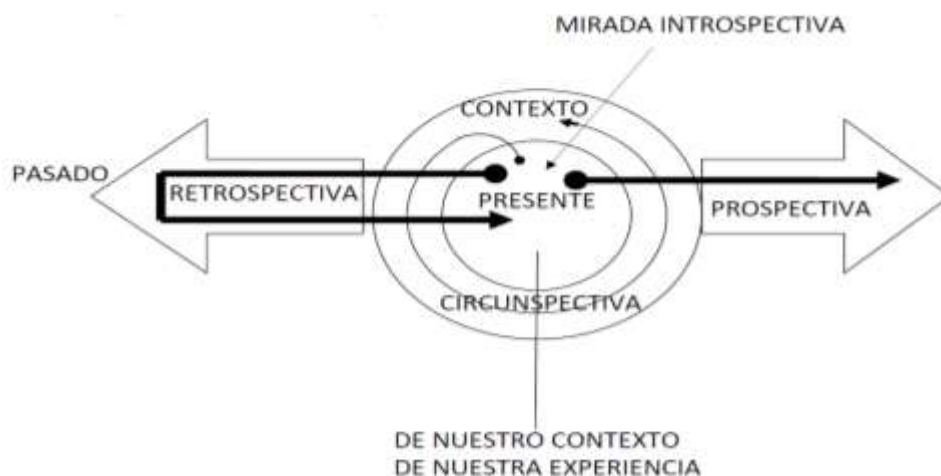 MIRADA INTROSPECTIVA
CONTEXTO
PASADO
RETROSPECTIVA
PRESENTE
PROSPECTIVA
CIRCUNSPECTIVA
DE NUESTRO CONTEXTO
DE NUESTRA EXPERIENCIA